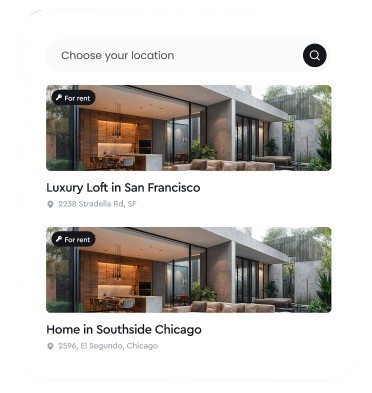 Choose your location
For rent
Luxury Loft in San Francisco
2238 Stradella Rd, SF
For rent
Home in Southside Chicago
2596, El Segundo, Chicago